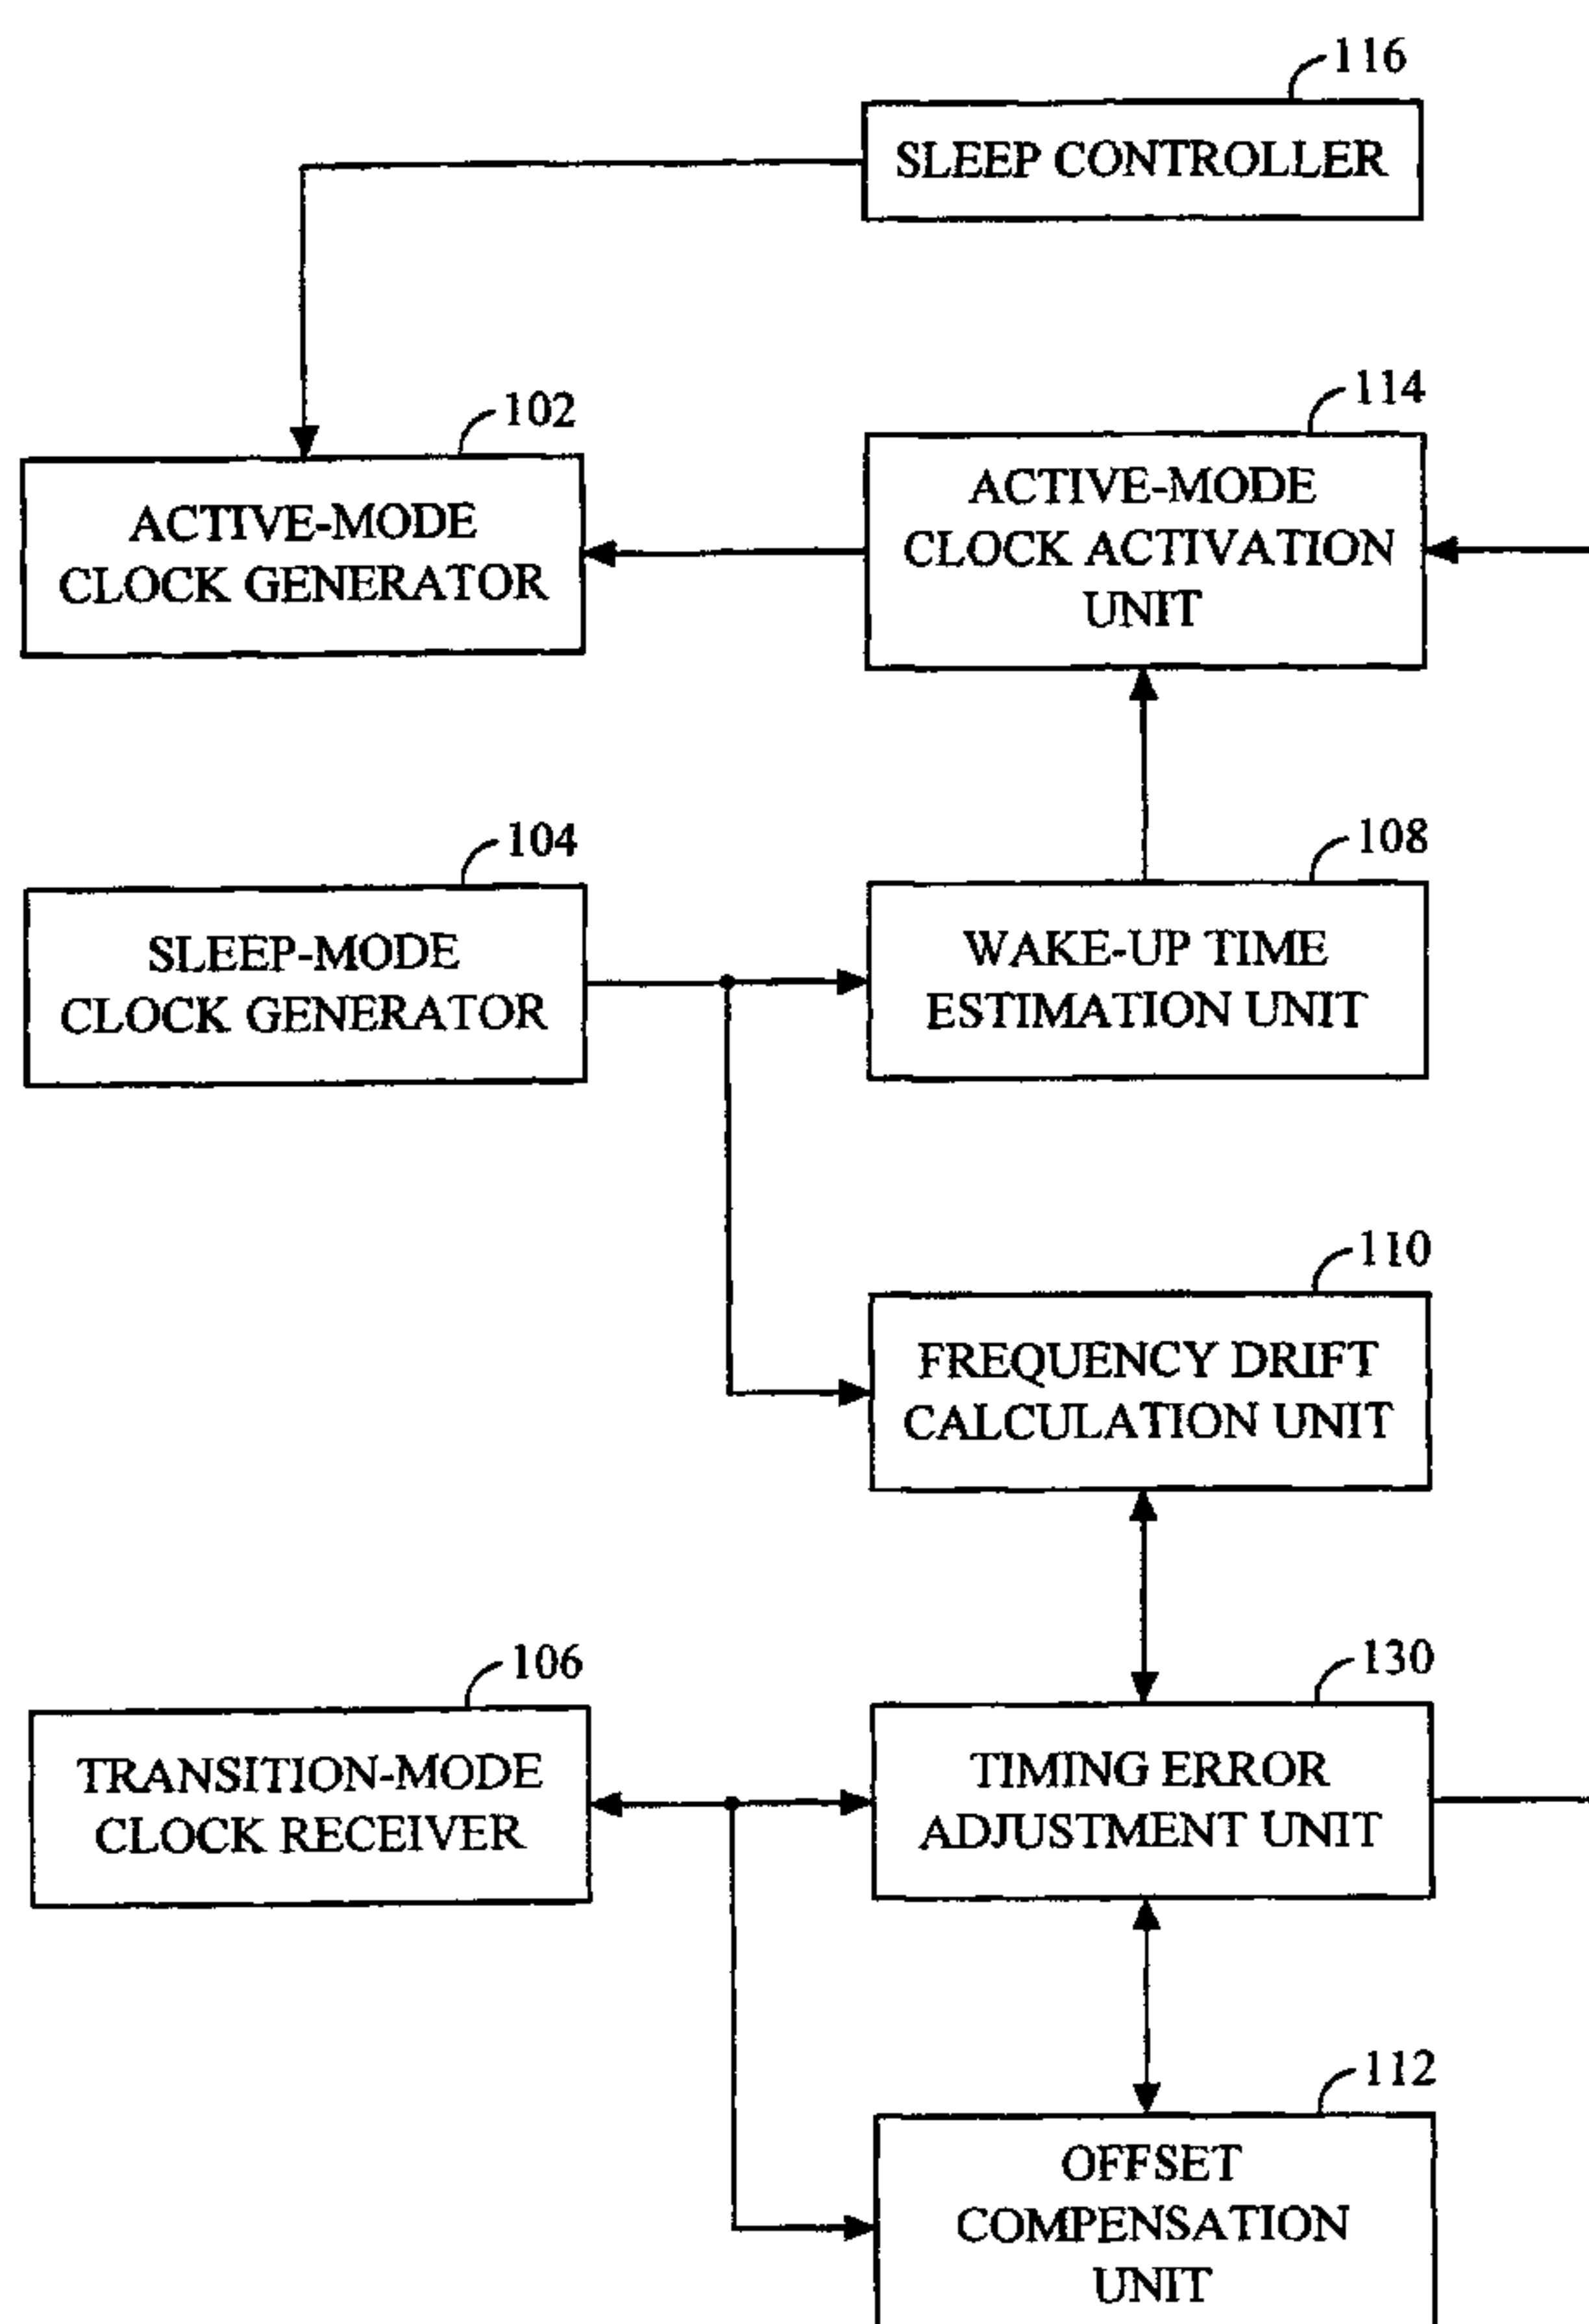 116
SLEEP CONTROLLER
102
ACTIVE-MODE
CLOCK GENERATOR
114
ACTIVE-MODE
CLOCK ACTIVATION
UNIT
104
SLEEP-MODE
CLOCK GENERATOR
108
WAKE-UP TIME
ESTIMATION UNIT
110
FREQUENCY DRIFT
CALCULATION UNIT
106
TRANSITION-MODE
CLOCK RECEIVER
130
TIMING ERROR
ADJUSTMENT UNIT
112
OFFSET
COMPENSATION
UNIT